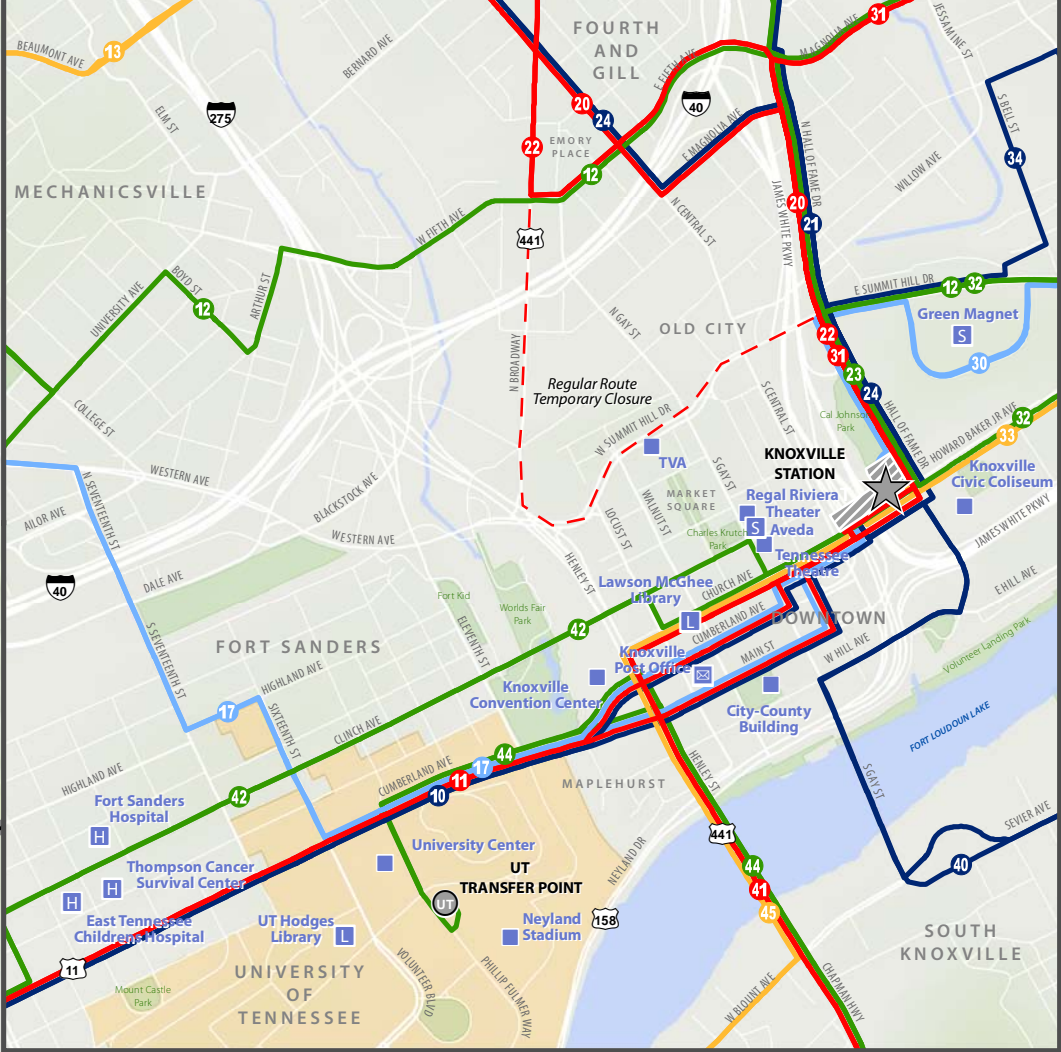 FOURTH
AND
GILL
31
JESSAMINE ST
MAGNOLIA AVE
BEAUMONT AVE
13
BERNARD AVE
E FIFTH AVE
40
275
ELM ST
20
24
22
EMORY
PLACE
E MAGNOLIA AVE
N HALL OF FAME DR
S BELL ST
34
WILLOW AVE
12
MECHANICSVILLE
JAMES WHITE PKWY
20
21
N CENTRAL ST
W FIFTH AVE
441
BOYD ST
UNIVERSITY AVE
12
ARTHUR ST
E SUMMIT HILL DR
12
32
Green Magnet
S
30
N GAY ST
OLD CITY
22
31
23
24
N BROADWAY
Regular Route
Temporary Closure
S CENTRAL ST
Cal Johnson
Park
HALL OF FAME DR
COLLEGE ST
W SUMMIT HILL DR
HOWARD BAKER JR AVE
32
33
TVA
KNOXVILLE
STATION
Knoxville
Civic Coliseum
N SEVENTEENTH ST
WESTERN AVE
BLACKSTOCK AVE
S GAY ST
MARKET
SQUARE
WALNUT ST
LOCUST ST
Regal Riviera
Theater
S
Aveda
Charles Krutch
Park
AILOR AVE
WESTERN AVE
JAMES WHITE PKWY
Tennessee
Theatre
HENLEY ST
40
DALE AVE
Fort Kid
Worlds Fair
Park
Lawson McGhee
Library
L
CHURCH AVE
E HILL AVE
CUMBERLAND AVE
DOWNTOWN
42
S SEVENTEENTH ST
FORT SANDERS
ELEVENTH ST
Knoxville
Post Office
MAIN ST
W HILL AVE
Volunteer Landing Park
HIGHLAND AVE
17
SIXTEENTH ST
Knoxville
Convention Center
City-County
Building
CLINCH AVE
FORT LOUDOUN LAKE
44
17
11
10
CUMBERLAND AVE
HENLEY ST
MAPLEHURST
HIGHLAND AVE
42
S GAY ST
Fort Sanders
Hospital
H
SEVIER AVE
441
University Center
NEYLAND DR
40
44
Thompson Cancer
Survival Center
H
H
UT
TRANSFER POINT
UT
41
45
East Tennessee
Childrens Hospital
UT Hodges
Library
L
Neyland
Stadium
158
SOUTH
KNOXVILLE
11
UNIVERSITY
OF
TENNESSEE
Mount Castle
Park
VOLUNTEER BLVD
PHILLIP FULMER WAY
W BLOUNT AVE
CHAPMAN HWY